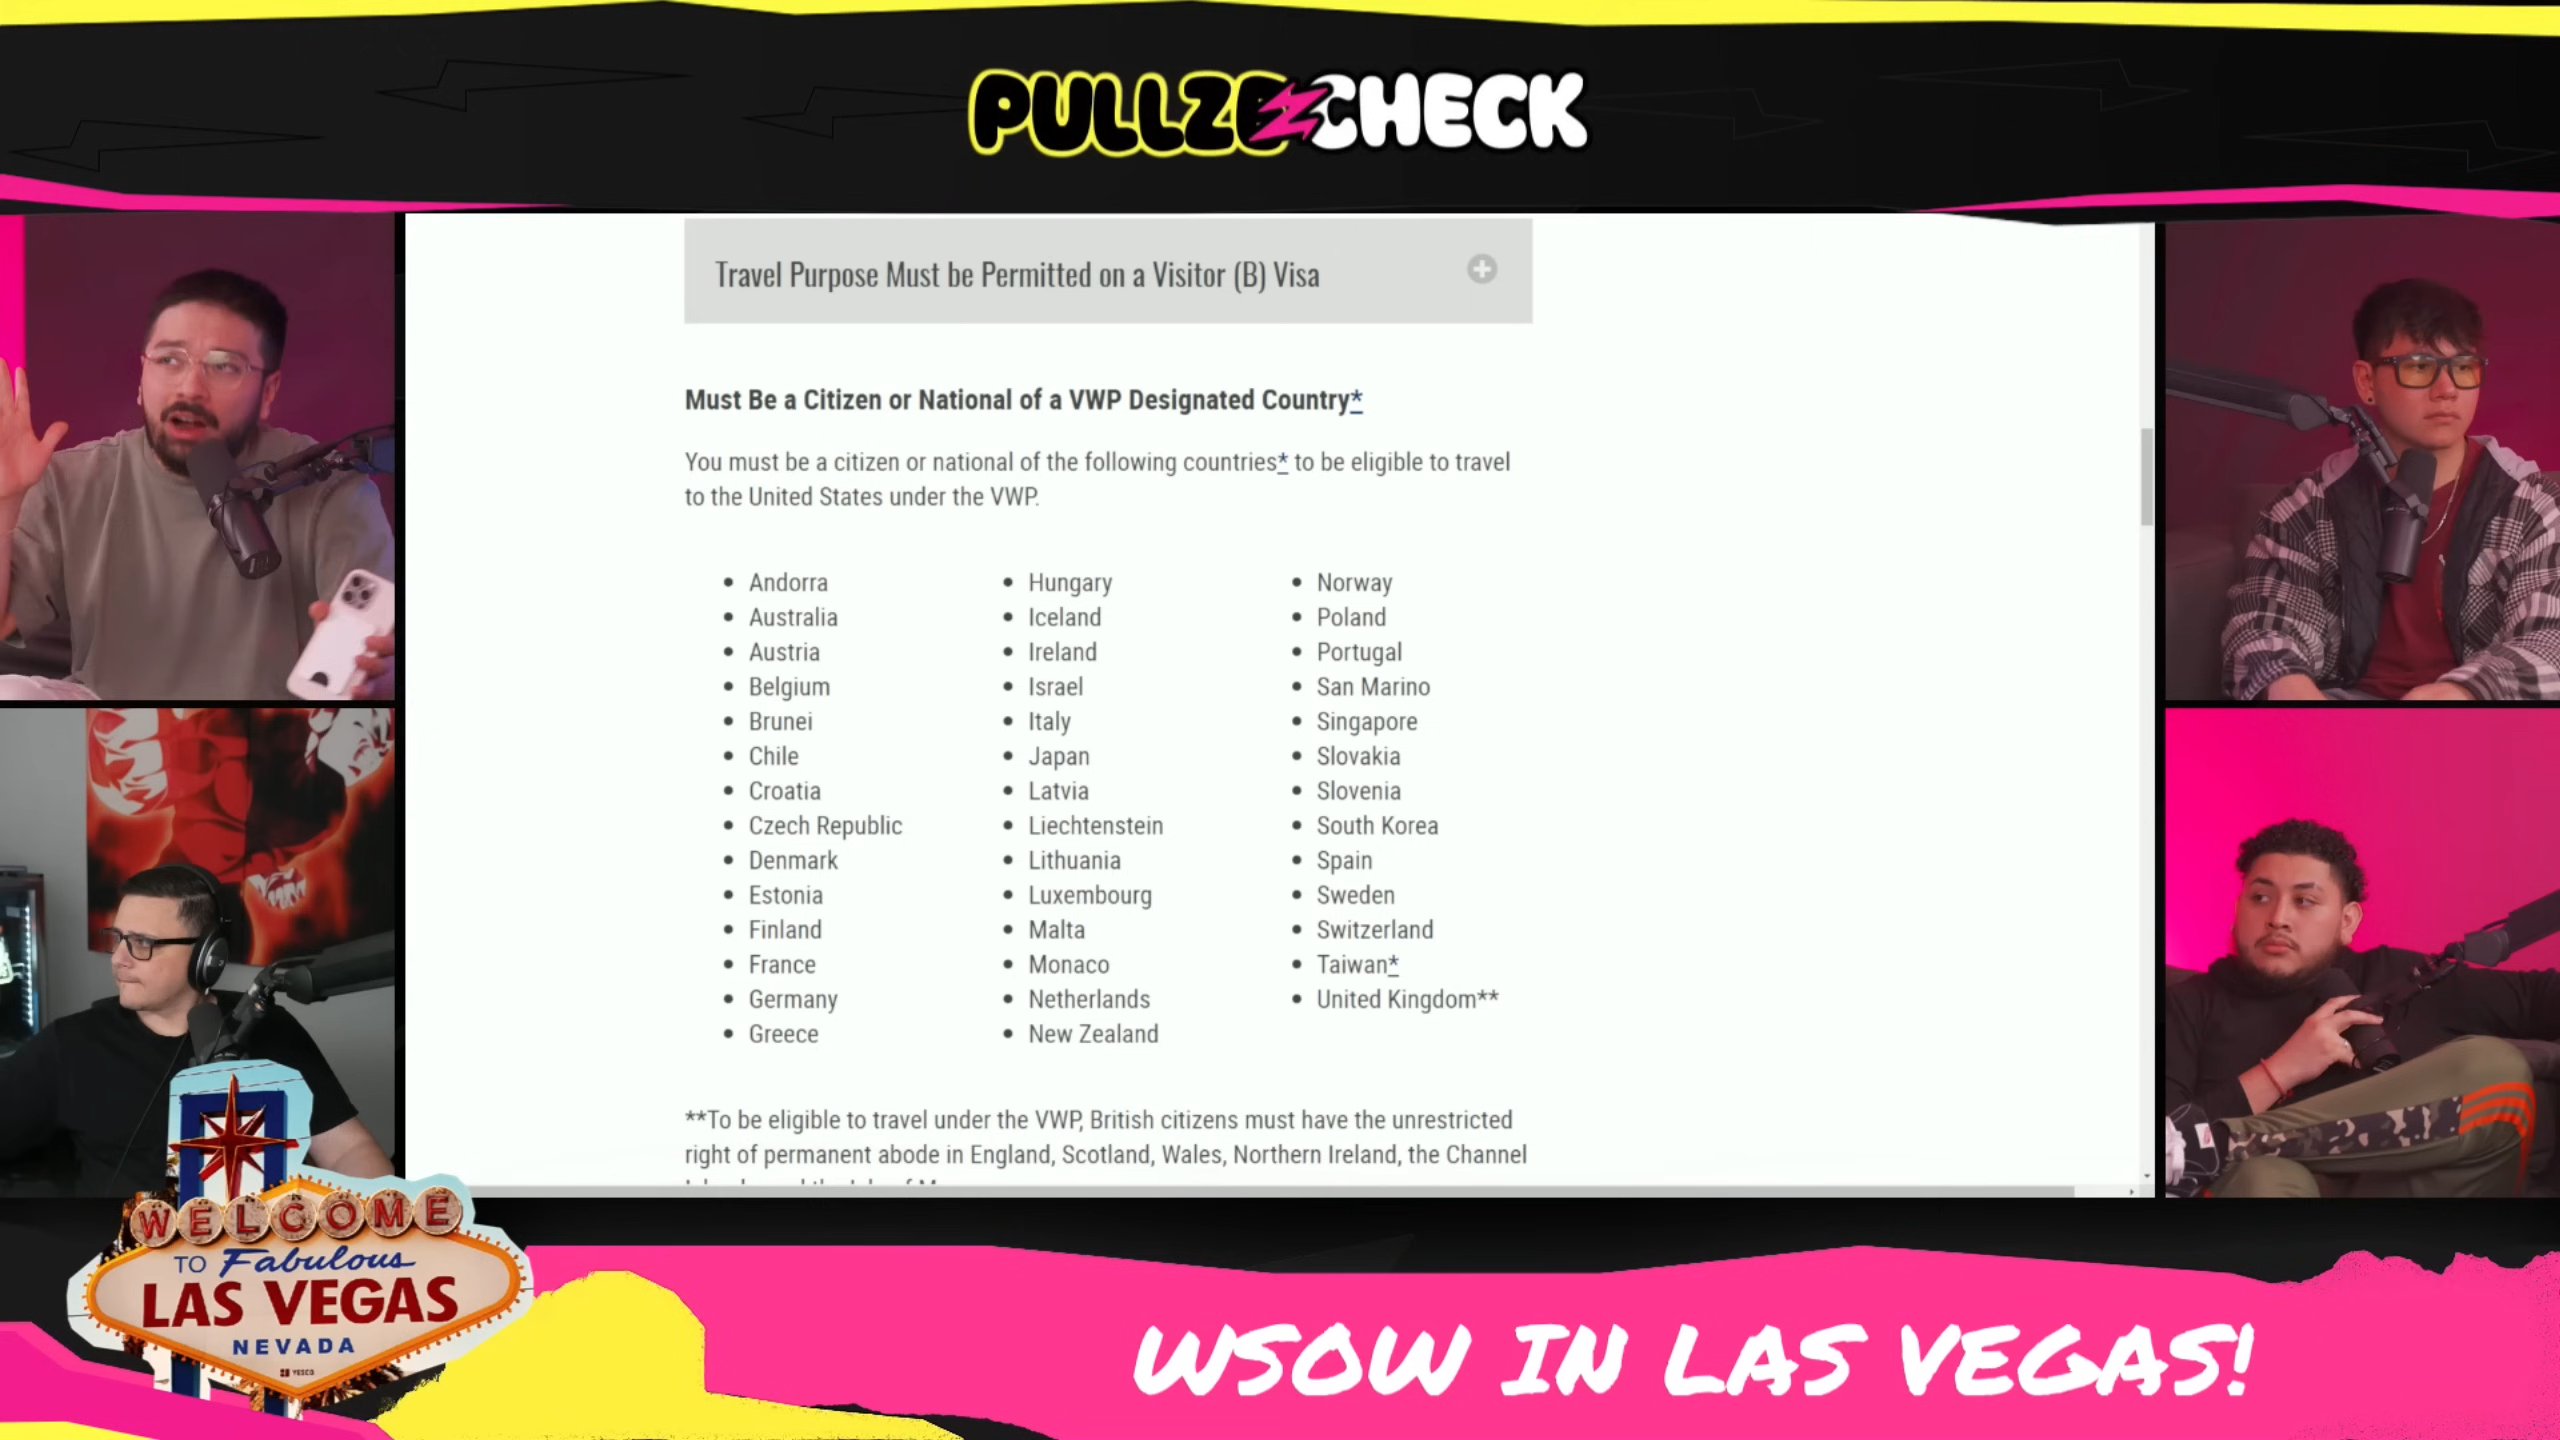 PULLZE CHECK
Travel Purpose Must be Permitted on a Visitor (B) Visa
Must Be a Citizen or National of a VWP Designated Country*
You must be a citizen or national of the following countries* to be eligible to travel
to the United States under the VWP.
Andorra
Australia
Austria
Belgium
Brunei
Chile
Croatia
Czech Republic
Denmark
Estonia
Finland
France
Germany
Greece
Hungary
Iceland
Ireland
Israel
Italy
Japan
Latvia
Liechtenstein
Lithuania
Luxembourg
Malta
Monaco
Netherlands
New Zealand
Norway
Poland
Portugal
San Marino
Singapore
Slovakia
Slovenia
South Korea
Spain
Sweden
Switzerland
Taiwan*
United Kingdom**
**To be eligible to travel under the VWP, British citizens must have the unrestricted
right of permanent abode in England, Scotland, Wales, Northern Ireland, the Channel
WELCOME
TO Fabulous
LAS VEGAS
NEVADA
YESCO
WSOW IN LAS VEGAS!